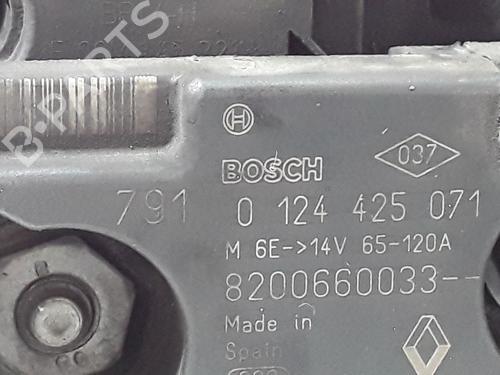 B-PARTS
037
BOSCH
791 0 124 425 071
M 6E->14V 65-120A
8200660033--
Made in
Spain